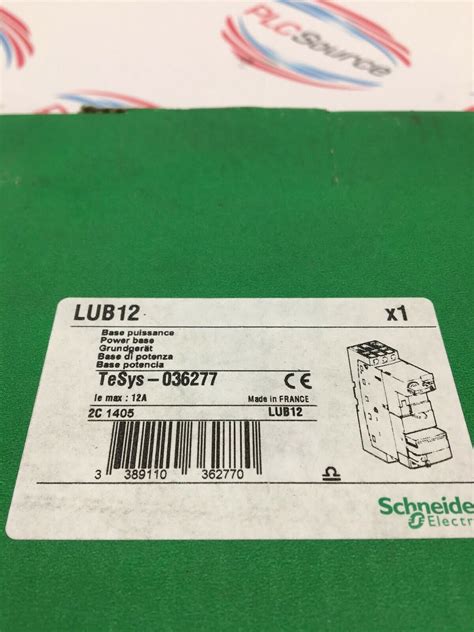 PLCSource
LUB12 x1
Base puissance
Power base
Grundgerät
Base di potenza
Base potencia
TeSys-036277 CE
Ie max : 12A Made in FRANCE
2C 1405 LUB12
3 389110 362770
Schneide
Electr